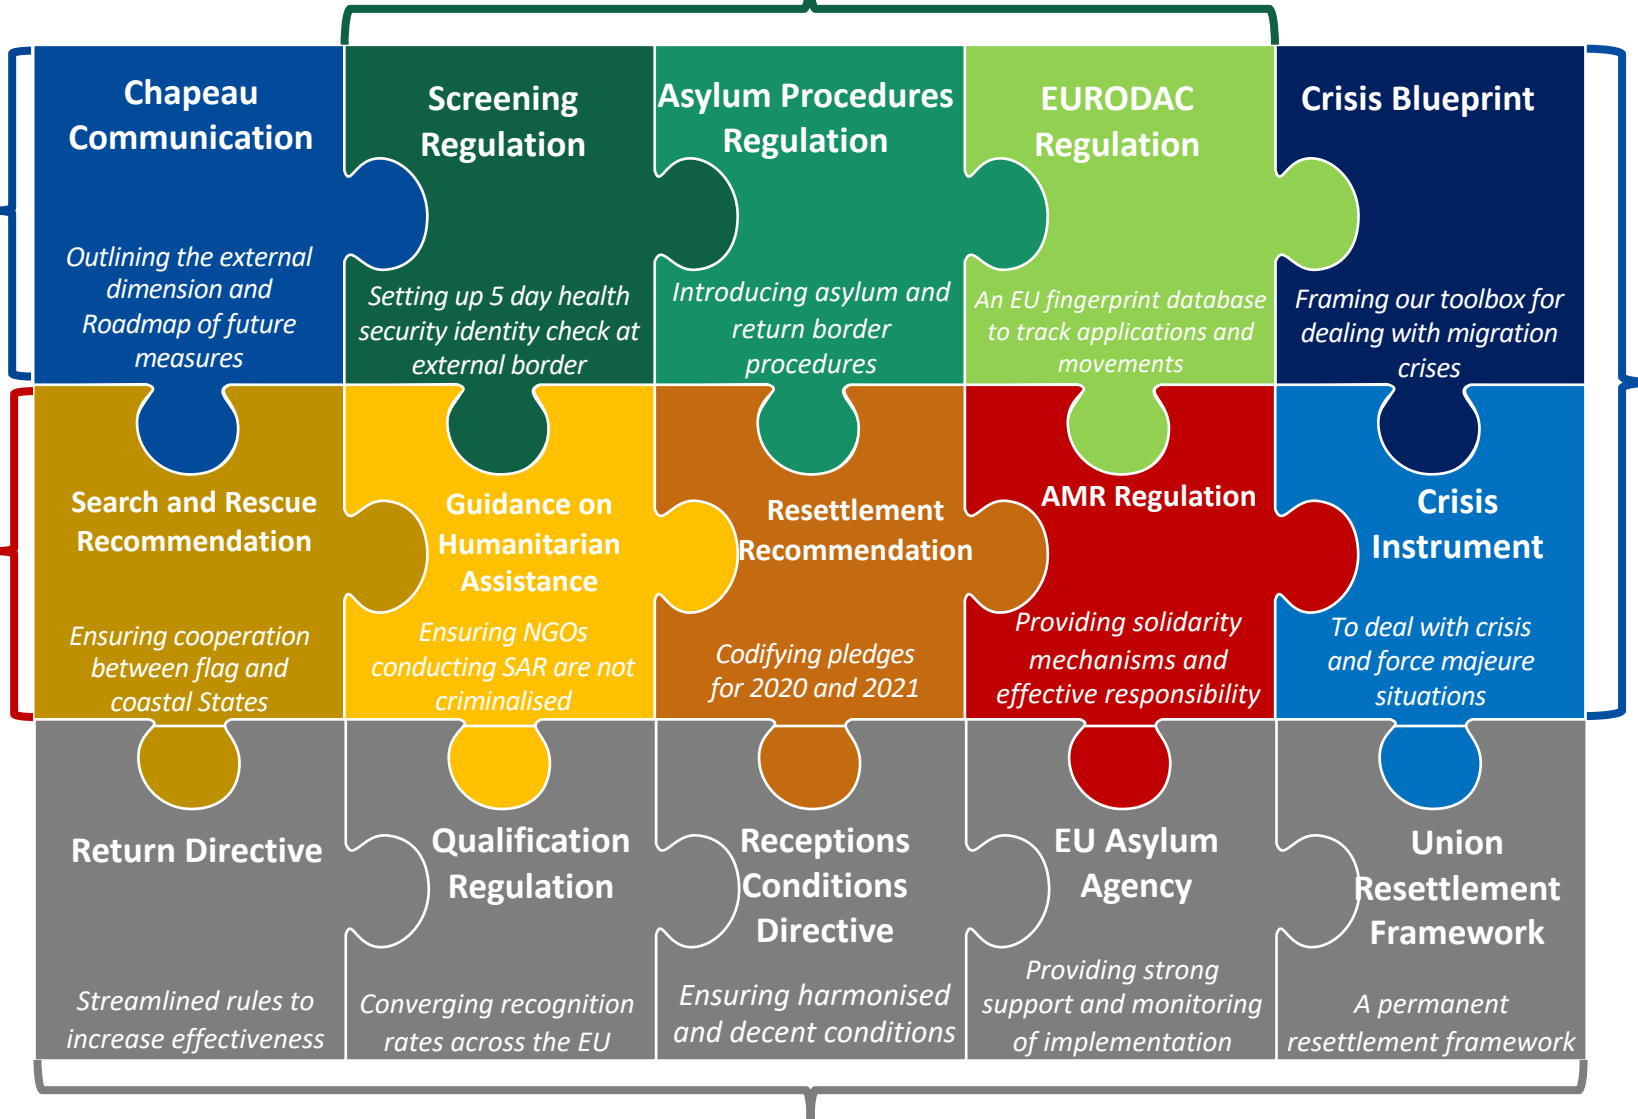 Chapeau
Communication
Outlining the external
dimension and
Roadmap of future
measures
Screening
Regulation
Setting up 5 day health
security identity check at
external border
Asylum Procedures
Regulation
Introducing asylum and
return border
procedures
EURODAC
Regulation
An EU fingerprint database
to track applications and
movements
Crisis Blueprint
Framing our toolbox for
dealing with migration
crises
Search and Rescue
Recommendation
Ensuring cooperation
between flag and
coastal States
Guidance on
Humanitarian
Assistance
Ensuring NGOs
conducting SAR are not
criminalised
Resettlement
Recommendation
Codifying pledges
for 2020 and 2021
AMR Regulation
Providing solidarity
mechanisms and
effective responsibility
Crisis
Instrument
To deal with crisis
and force majeure
situations
Return Directive
Streamlined rules to
increase effectiveness
Qualification
Regulation
Converging recognition
rates across the EU
Receptions
Conditions
Directive
Ensuring harmonised
and decent conditions
EU Asylum
Agency
Providing strong
support and monitoring
of implementation
Union
Resettlement
Framework
A permanent
resettlement framework